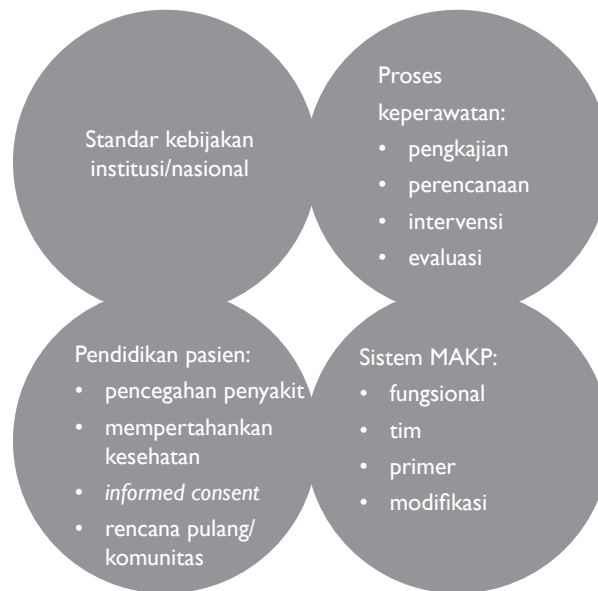 Standar kebijakan
institusi/nasional
Proses
keperawatan:
• pengkajian
• perencanaan
• intervensi
• evaluasi
Pendidikan pasien:
• pencegahan penyakit
• mempertahankan
kesehatan
• informed consent
• rencana pulang/
komunitas
Sistem MAKP:
• fungsional
• tim
• primer
• modifikasi